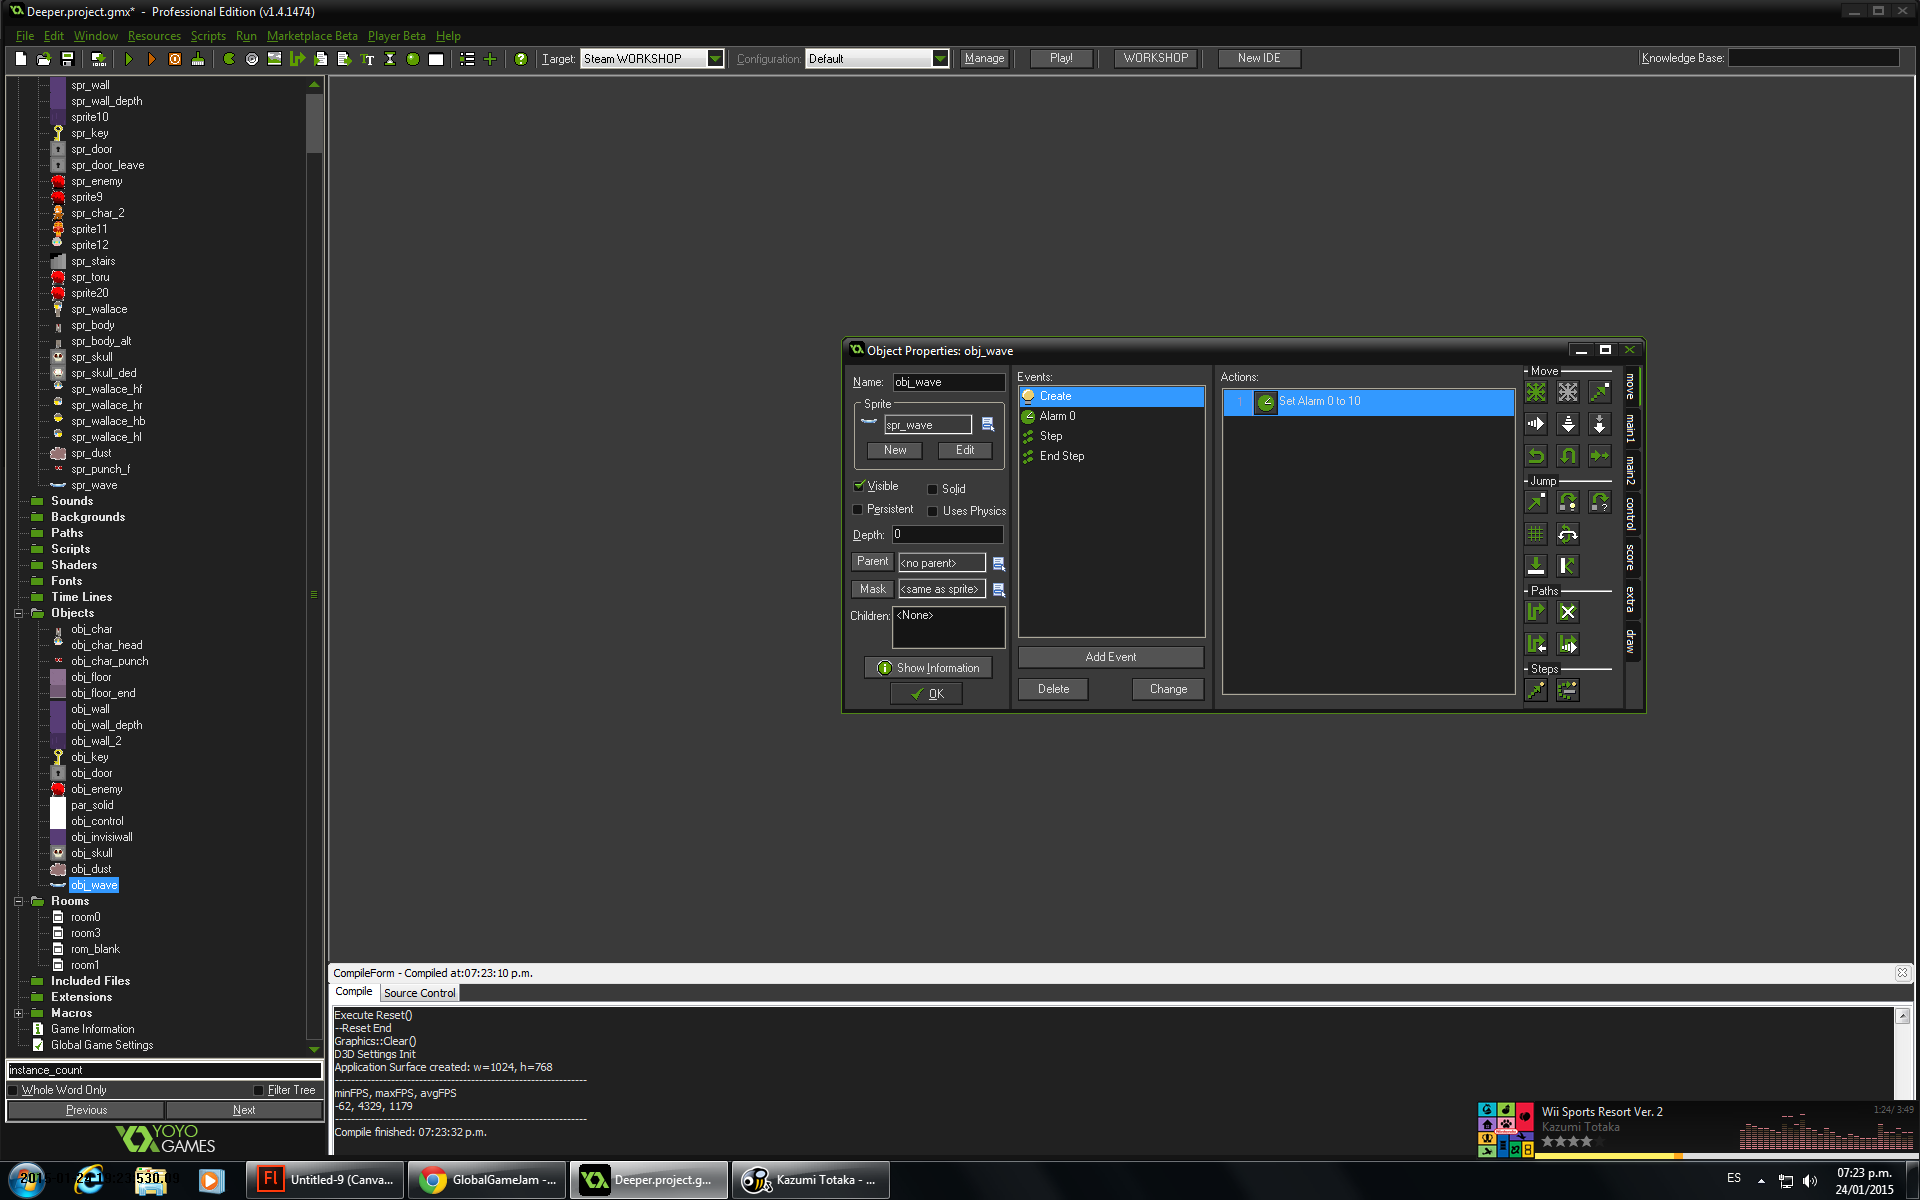 Deeper.project.gmx* - Professional Edition (v1.4.1474)
File Edit Window Resources Scripts Run Marketplace Beta Player Beta Help
Target: Steam WORKSHOP Configuration: Default Manage Play! WORKSHOP New IDE Knowledge Base:
spr_wall
spr_wall_depth
sprite10
spr_key
spr_door
spr_door_leave
spr_enemy
sprite9
spr_char_2
sprite11
sprite12
spr_stairs
spr_toru
sprite20
spr_wallace
spr_body
spr_body_alt
spr_skull
spr_skull_ded
spr_wallace_hf
spr_wallace_hr
spr_wallace_hb
spr_wallace_hl
spr_dust
spr_punch_f
spr_wave
Sounds
Backgrounds
Paths
Scripts
Shaders
Fonts
Time Lines
Objects
obj_char
obj_char_head
obj_char_punch
obj_floor
obj_floor_end
obj_wall
obj_wall_depth
obj_wall_2
obj_key
obj_door
obj_enemy
par_solid
obj_control
obj_invisiwall
obj_skull
obj_dust
obj_wave
Rooms
room0
room3
rom_blank
room1
Included Files
Extensions
Macros
Game Information
Global Game Settings
instance_count
Whole Word Only Filter Tree
Previous Next
YOYO
GAMES
Object Properties: obj_wave
Name: obj_wave
Sprite
spr_wave
New Edit
Visible Solid
Persistent Uses Physics
Depth: 0
Parent <no parent>
Mask <same as sprite>
Children: <None>
Show Information
OK
Events:
Create
Alarm 0
Step
End Step
Add Event
Delete Change
Actions:
1 Set Alarm 0 to 10
Move
Jump
Paths
Steps
move
main1
main2
control
score
extra
draw
CompileForm - Compiled at:07:23:10 p.m.
Compile Source Control
Execute Reset()
--Reset End
Graphics::Clear()
D3D Settings Init
Application Surface created: w=1024, h=768
minFPS, maxFPS, avgFPS
-62, 4329, 1179
Compile finished: 07:23:32 p.m.
Wii Sports Resort Ver. 2 1:24/ 3:49
Kazumi Totaka
Untitled-9 (Canva... GlobalGameJam -... Deeper.project.g... Kazumi Totaka - ...
ES 07:23 p.m.
24/01/2015